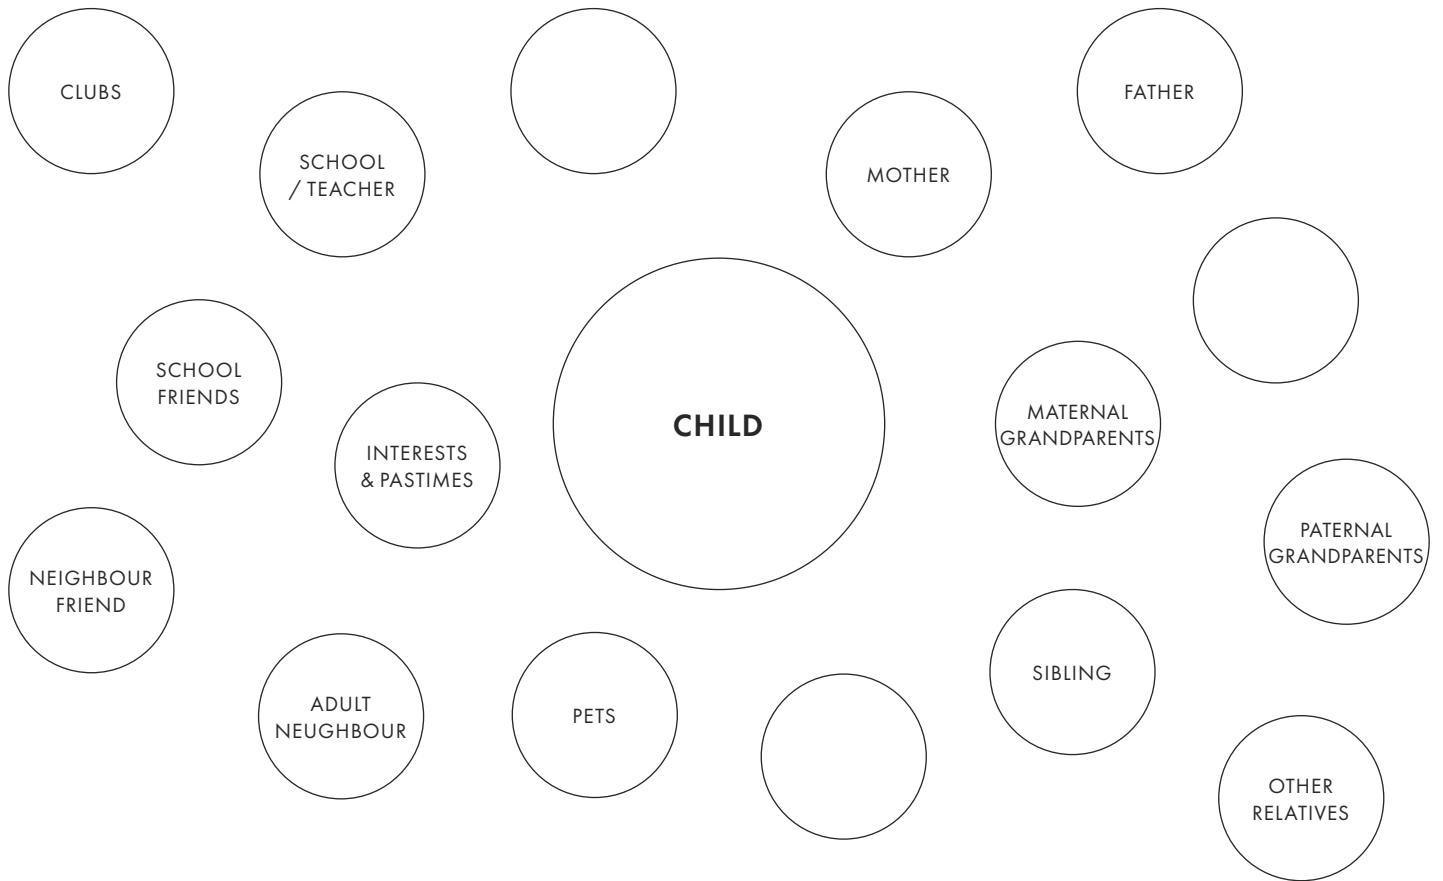 CLUBS
FATHER
SCHOOL
/ TEACHER
MOTHER
SCHOOL
FRIENDS
INTERESTS
& PASTIMES
CHILD
MATERNAL
GRANDPARENTS
PATERNAL
GRANDPARENTS
NEIGHBOUR
FRIEND
ADULT
NEUGHBOUR
PETS
SIBLING
OTHER
RELATIVES